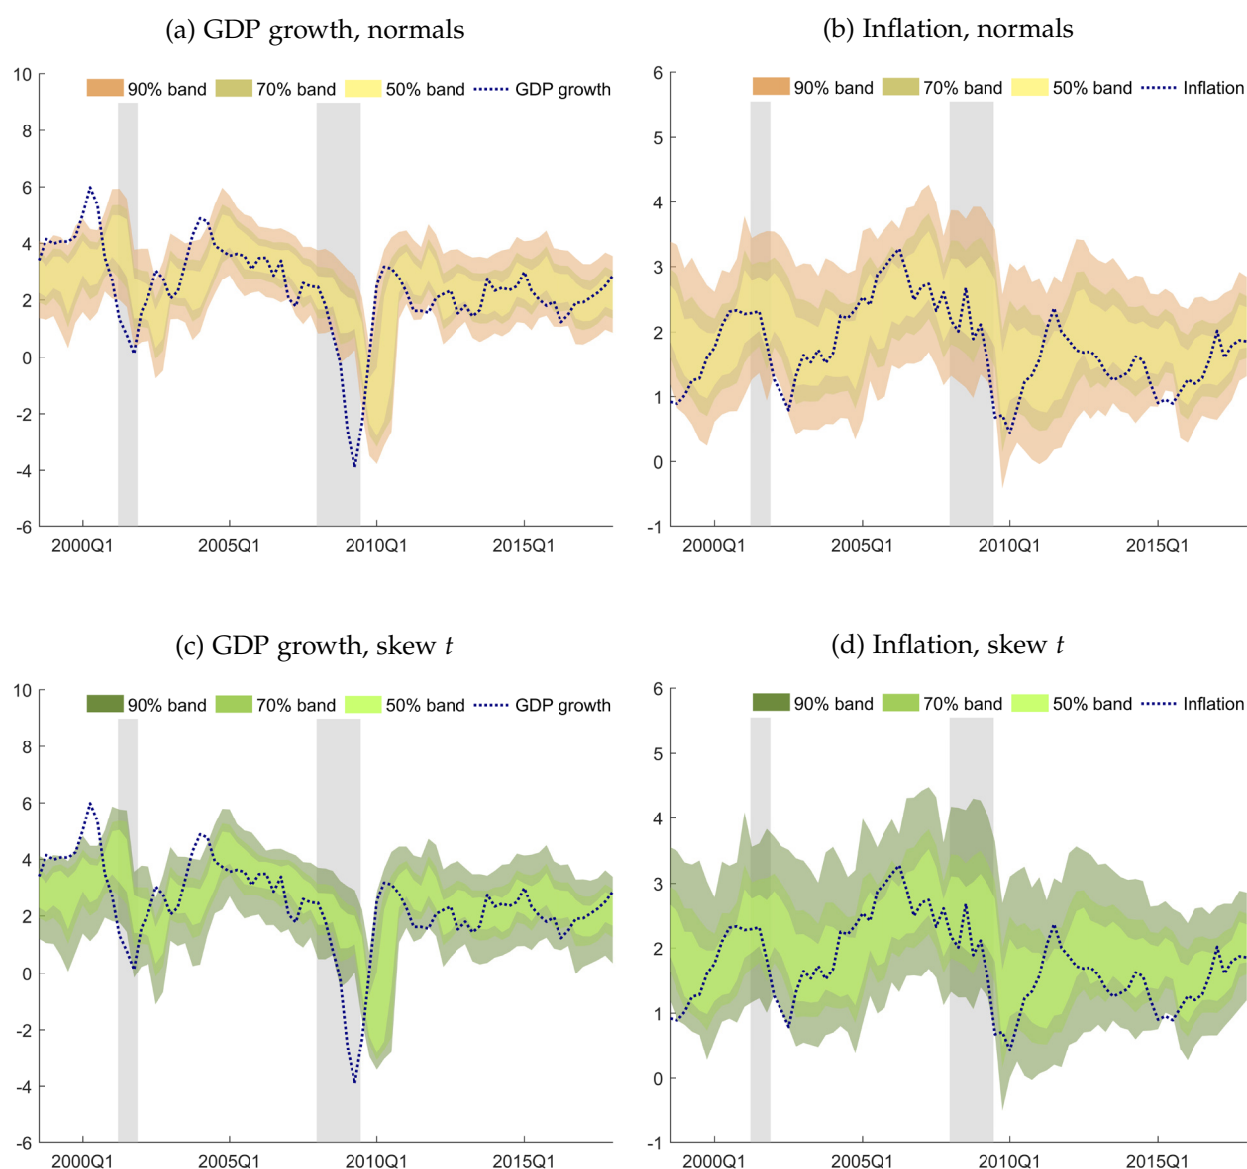 (a) GDP growth, normals
10
8
6
4
2
0
-2
-4
-6
90% band 70% band 50% band GDP growth
2000Q1 2005Q1 2010Q1 2015Q1
(b) Inflation, normals
6
5
4
3
2
1
0
-1
90% band 70% band 50% band Inflation
2000Q1 2005Q1 2010Q1 2015Q1
(c) GDP growth, skew t
10
8
6
4
2
0
-2
-4
-6
90% band 70% band 50% band GDP growth
2000Q1 2005Q1 2010Q1 2015Q1
(d) Inflation, skew t
6
5
4
3
2
1
0
-1
90% band 70% band 50% band Inflation
2000Q1 2005Q1 2010Q1 2015Q1